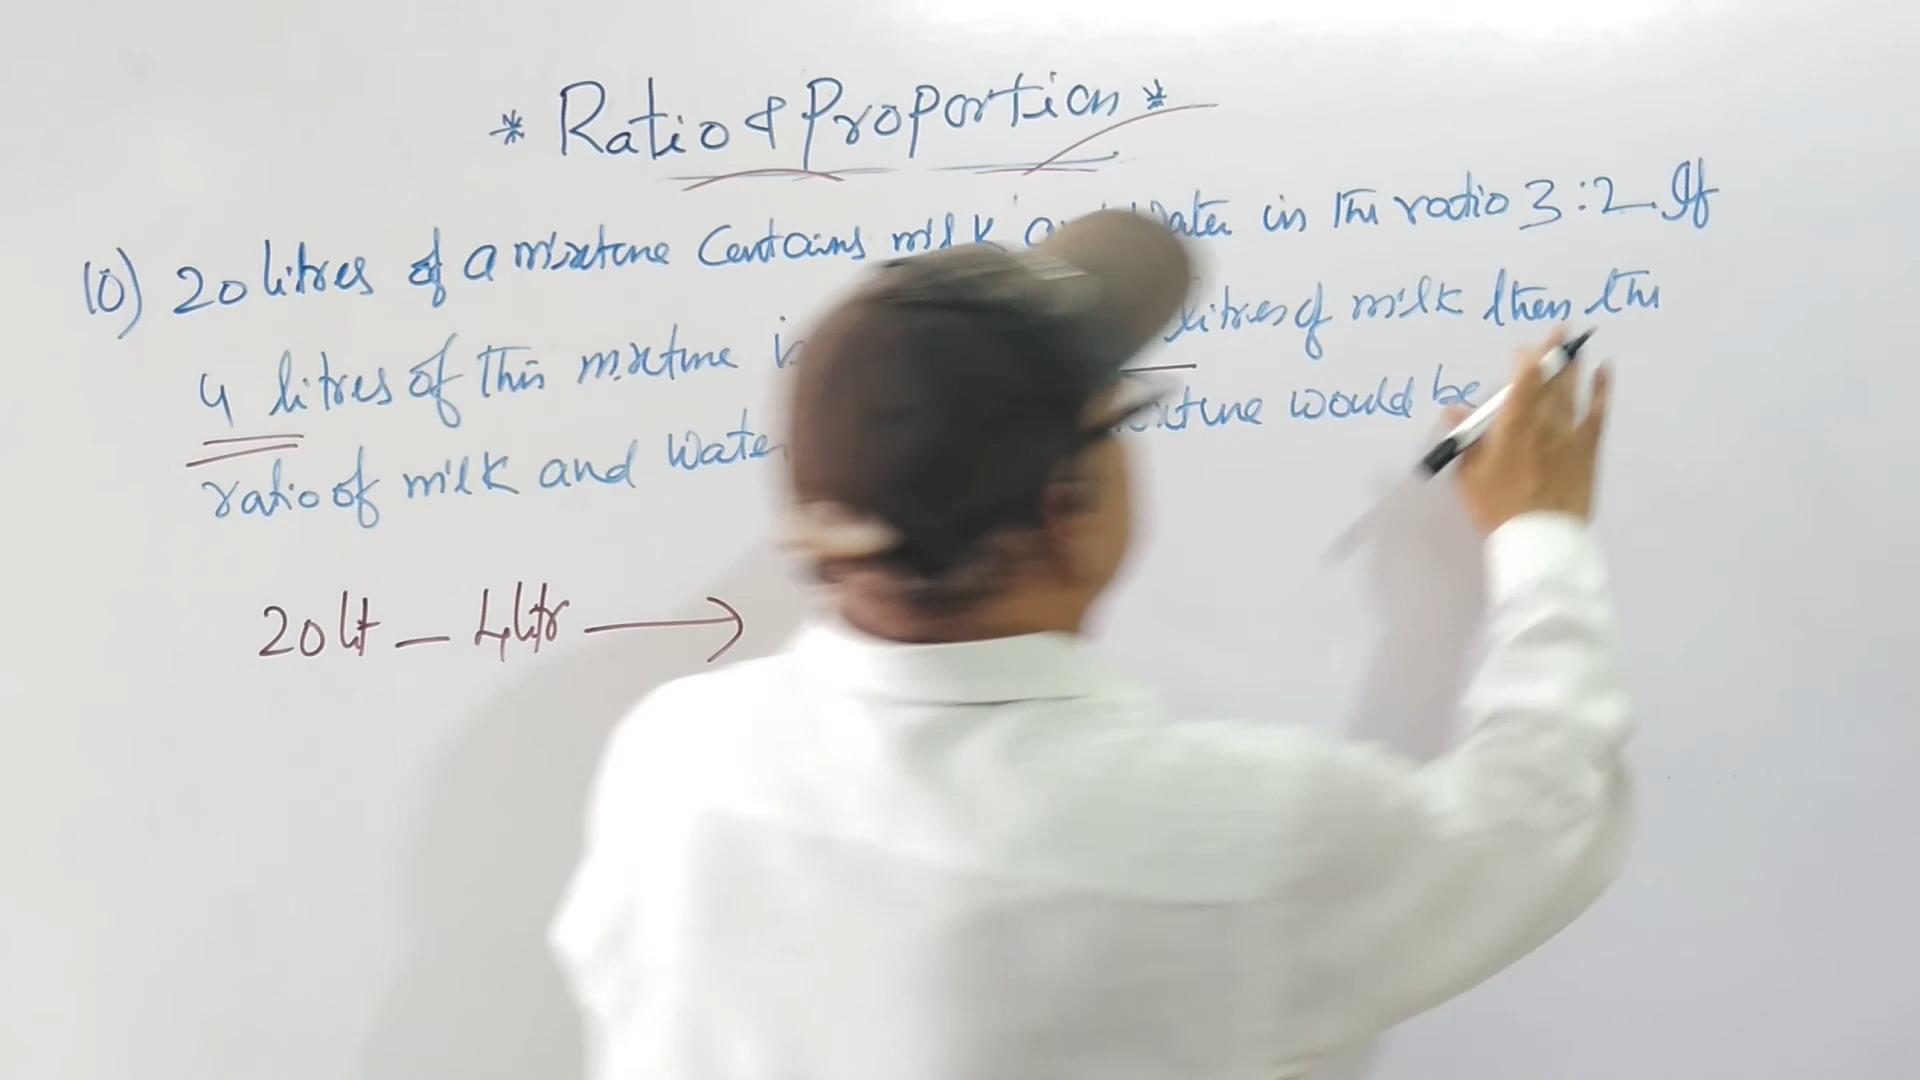 * Ratio & Proportion *
10) 20 litres of a mixture Contains milk water in the ratio 3:2. If
4 litres of this mixture litres of milk then the
ratio of milk and water mixture would be
20 lt - 4 litr →